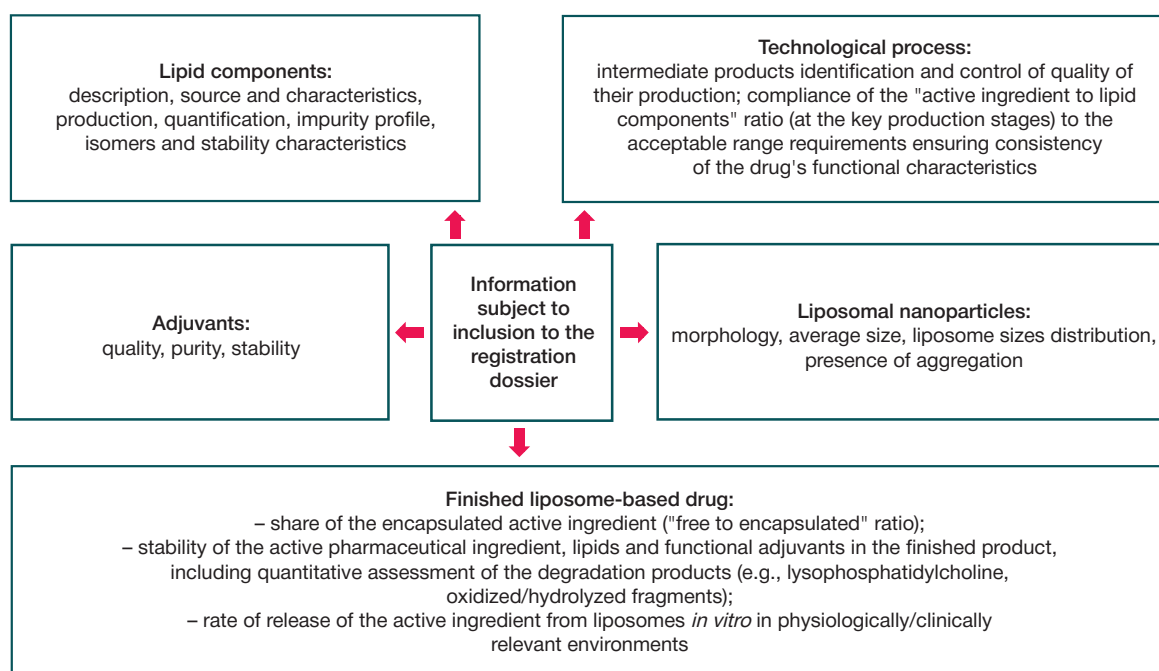 Lipid components:
description, source and characteristics,
production, quantification, impurity profile,
isomers and stability characteristics
Technological process:
intermediate products identification and control of quality of
their production; compliance of the "active ingredient to lipid
components" ratio (at the key production stages) to the
acceptable range requirements ensuring consistency
of the drug's functional characteristics
Adjuvants:
quality, purity, stability
Information
subject to
inclusion to the
registration
dossier
Liposomal nanoparticles:
morphology, average size, liposome sizes distribution,
presence of aggregation
Finished liposome-based drug:
– share of the encapsulated active ingredient ("free to encapsulated" ratio);
– stability of the active pharmaceutical ingredient, lipids and functional adjuvants in the finished product,
including quantitative assessment of the degradation products (e.g., lysophosphatidylcholine,
oxidized/hydrolyzed fragments);
– rate of release of the active ingredient from liposomes in vitro in physiologically/clinically
relevant environments